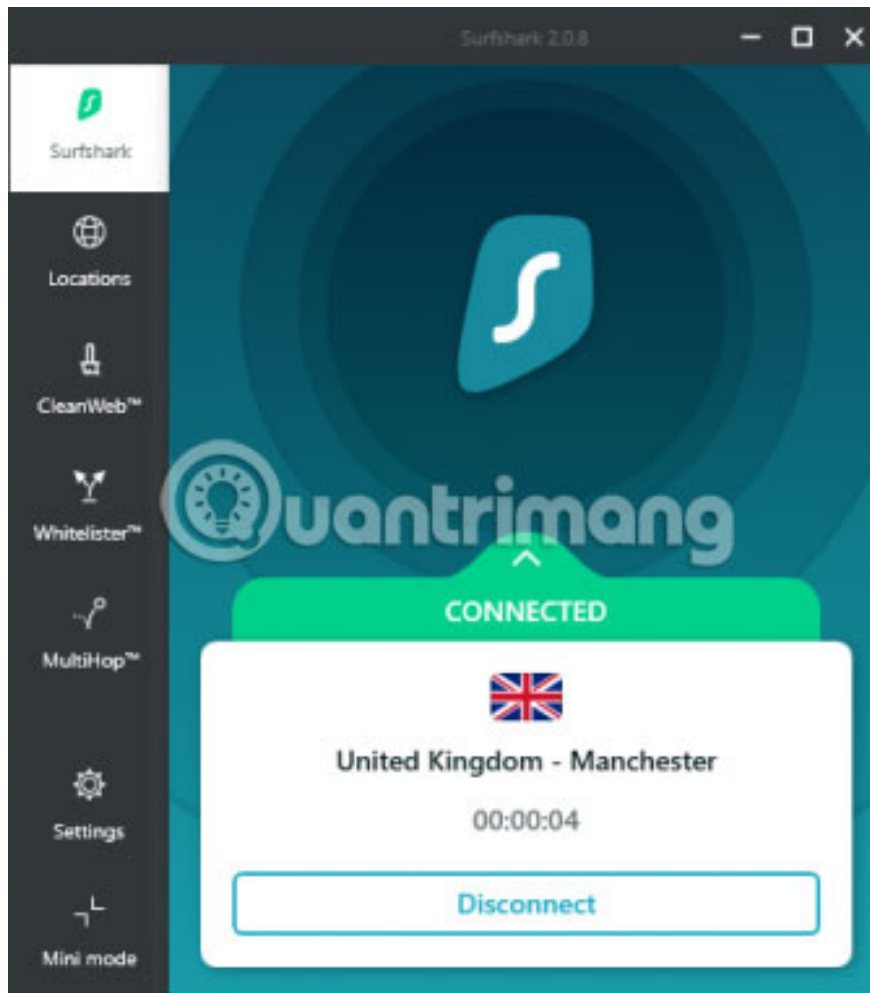 Surfshark 2.0.8
Surfshark
Locations
CleanWeb™
Whitelister™
MultiHop™
Settings
Mini mode
Quantrimang
CONNECTED
United Kingdom - Manchester
00:00:04
Disconnect